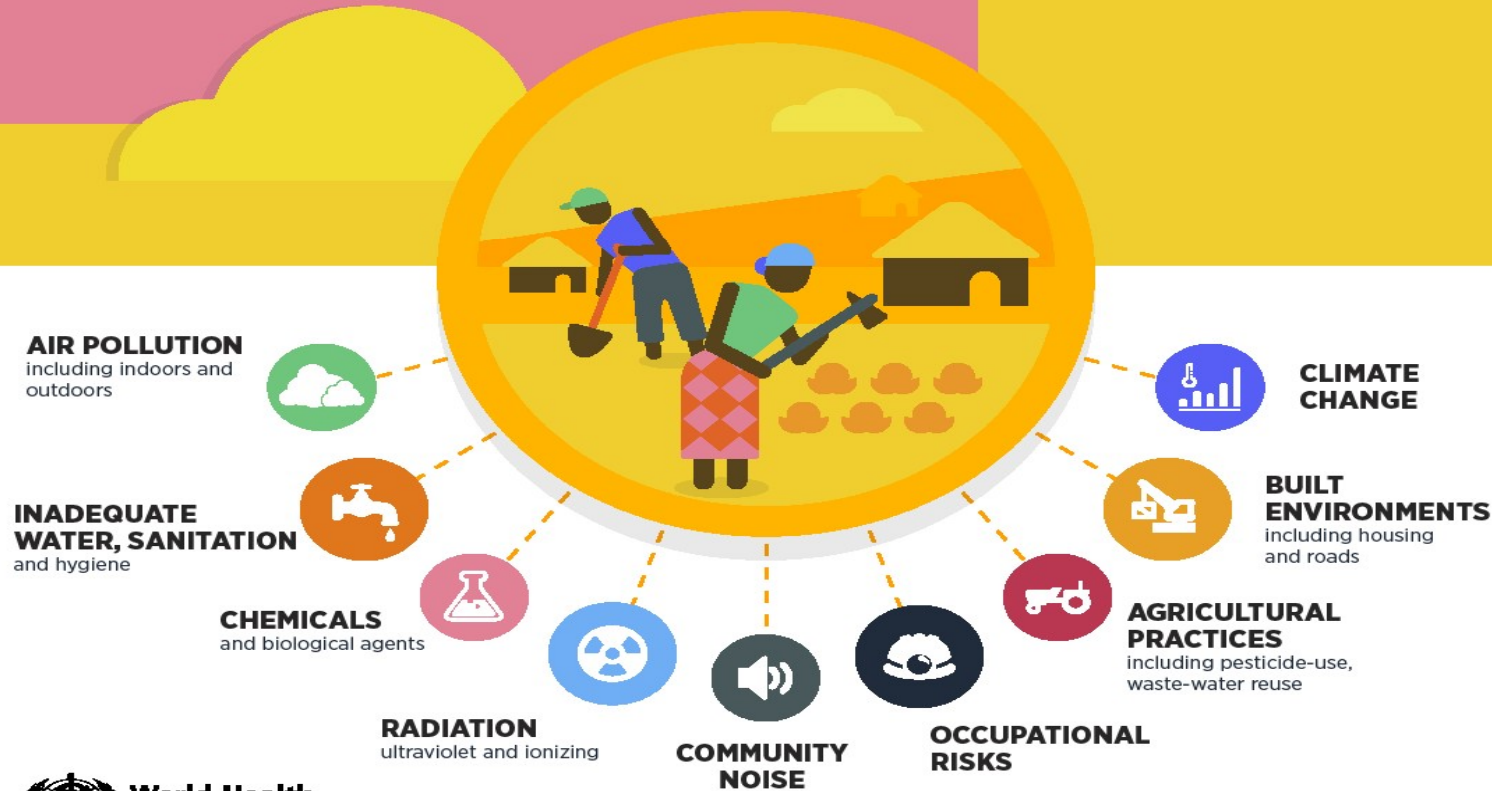 AIR POLLUTION
including indoors and
outdoors
INADEQUATE
WATER, SANITATION
and hygiene
CHEMICALS
and biological agents
RADIATION
ultraviolet and ionizing
COMMUNITY
NOISE
OCCUPATIONAL
RISKS
AGRICULTURAL
PRACTICES
including pesticide-use,
waste-water reuse
BUILT
ENVIRONMENTS
including housing
and roads
CLIMATE
CHANGE
World Health